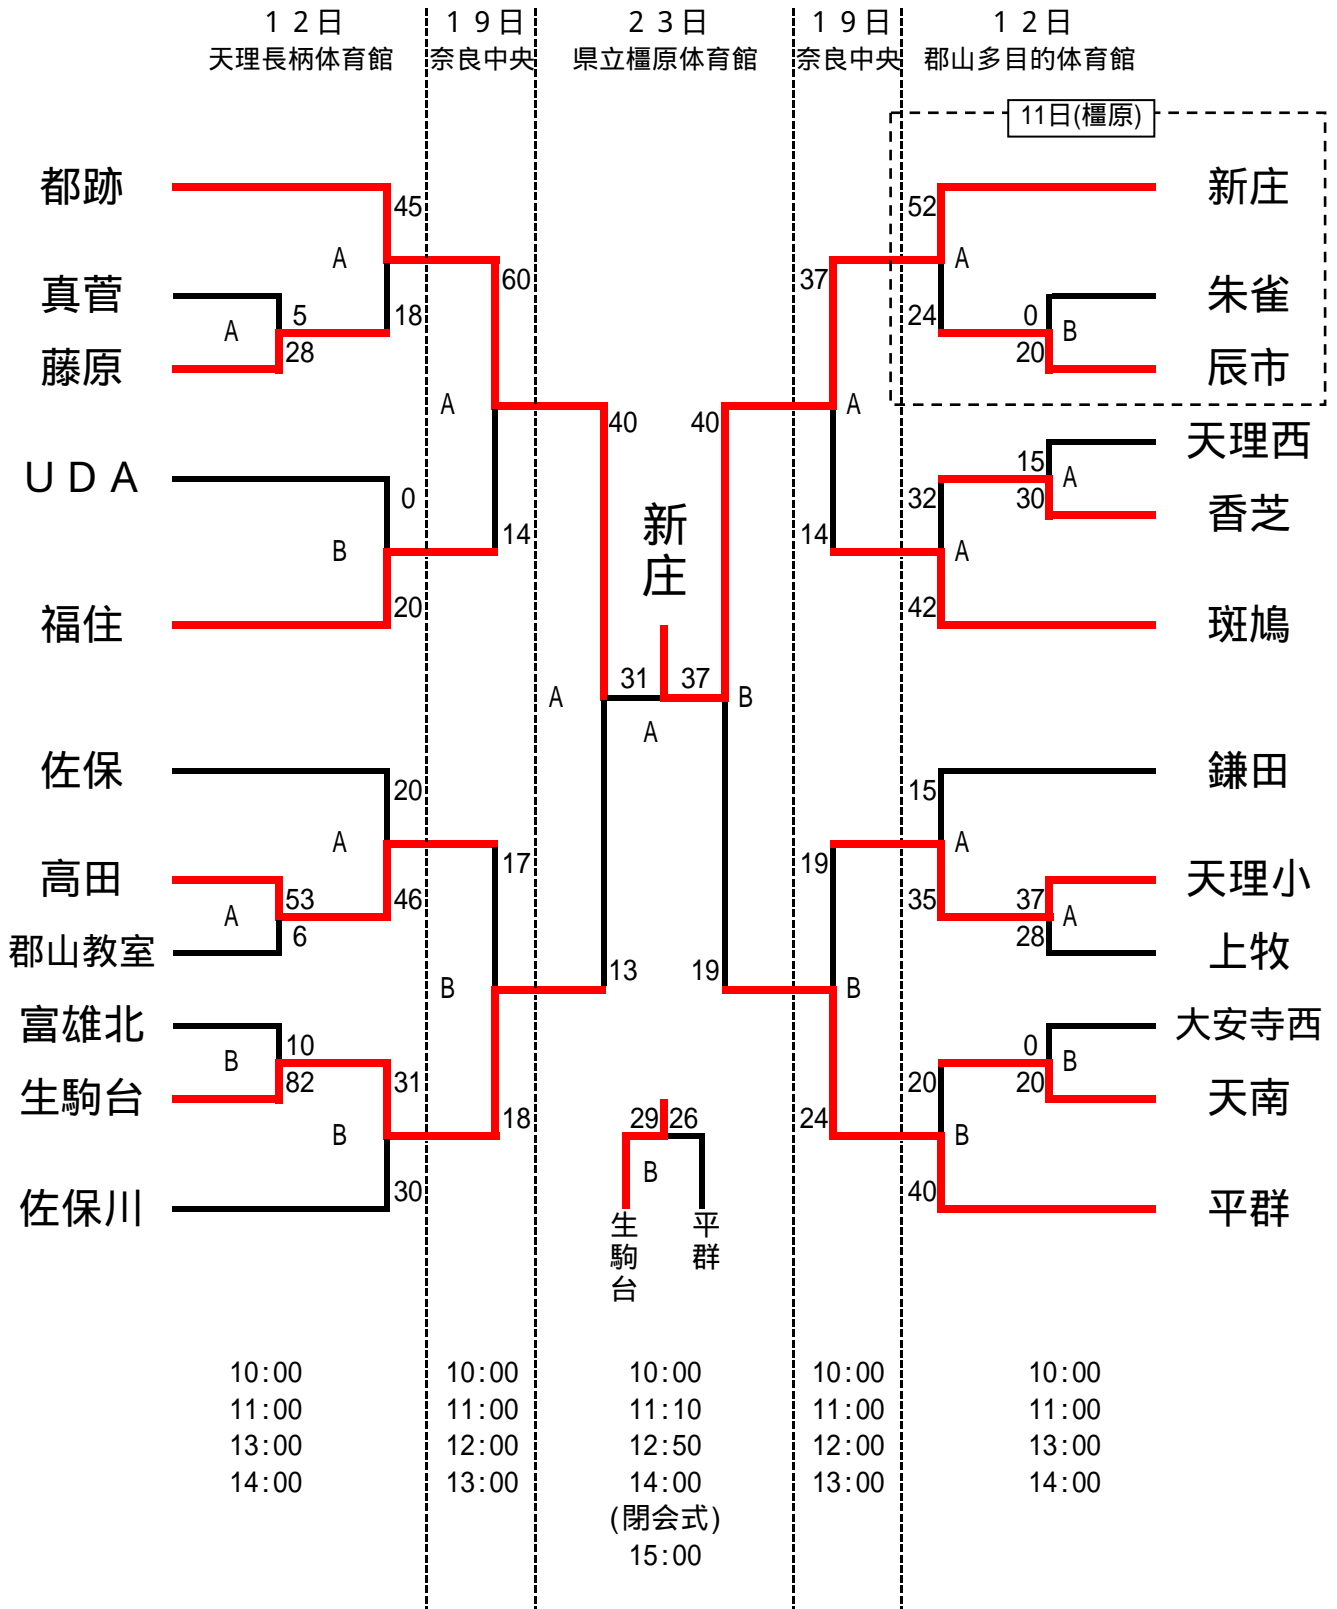 １２日 １９日 ２３日 １９日 １２日
天理長柄体育館 奈良中央 県立橿原体育館 奈良中央 郡山多目的体育館
11日(橿原)
都跡 新庄
45 52
A A
60 37
真菅 朱雀
5 18 24 0
A B
28 20
藤原 辰市
A A
40 40
天理西
15
ＵＤＡ A
0 32 30
新庄
香芝
14 14
B A
20 42
福住 斑鳩
31 37
A B
A
佐保 鎌田
20 15
A A
17 19
高田 天理小
53 46 35 37
A A
6 28
郡山教室 上牧
13 19
B B
富雄北 大安寺西
10 0
B B
82 31 20 20
生駒台 天南
18 29 26 24
B B B
30 40
佐保川 平群
生駒台 平群
10:00 10:00 10:00 10:00 10:00
11:00 11:00 11:10 11:00 11:00
13:00 12:00 12:50 12:00 13:00
14:00 13:00 14:00 13:00 14:00
(閉会式)
15:00